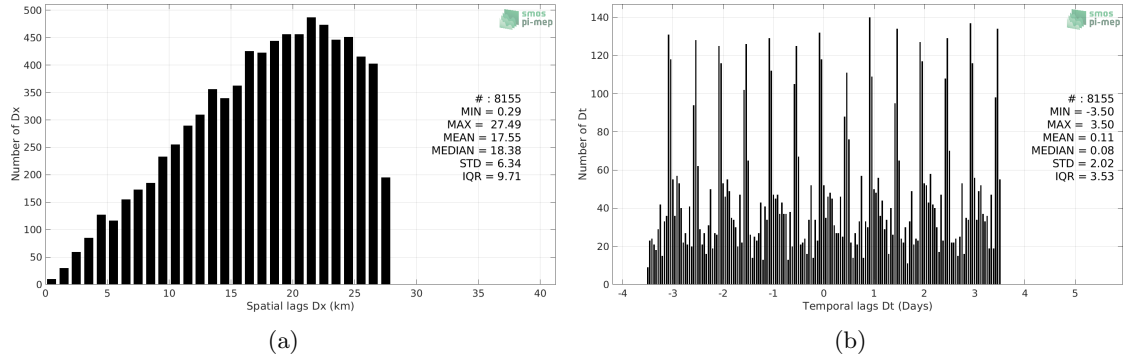 smos
pi-mep
500
450
400
350
300
250
200
150
100
50
0
Number of Dx
# : 8155
MIN = 0.29
MAX = 27.49
MEAN = 17.55
MEDIAN = 18.38
STD = 6.34
IQR = 9.71
0 5 10 15 20 25 30 35 40
Spatial lags Dx (km)
(a)
smos
pi-mep
140
120
100
80
60
40
20
0
Number of Dt
# : 8155
MIN = -3.50
MAX = 3.50
MEAN = 0.11
MEDIAN = 0.08
STD = 2.02
IQR = 3.53
-4 -3 -2 -1 0 1 2 3 4 5
Temporal lags Dt (Days)
(b)